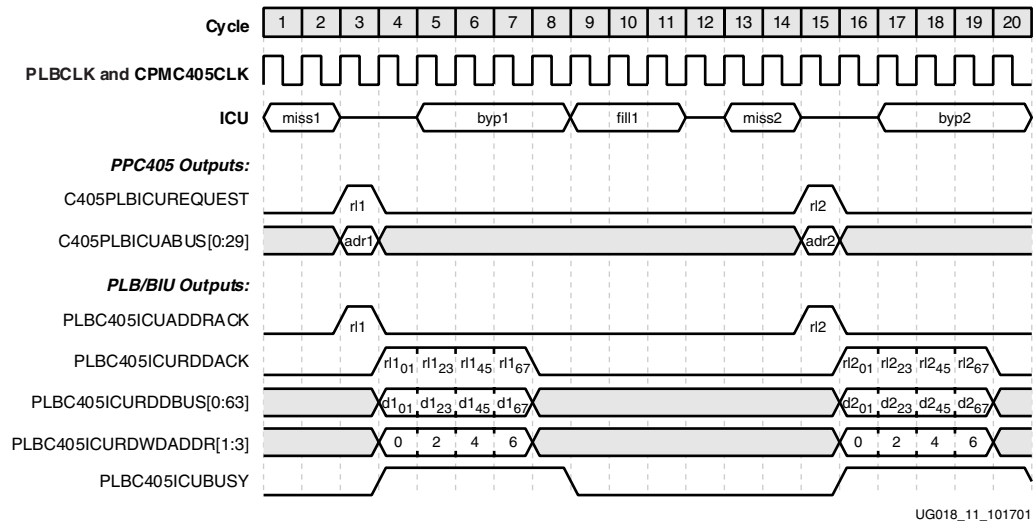 Cycle 1 2 3 4 5 6 7 8 9 10 11 12 13 14 15 16 17 18 19 20
PLBCLK and CPMC405CLK
ICU miss1 byp1 fill1 miss2 byp2
PPC405 Outputs:
C405PLBICUREQUEST rl1 rl2
C405PLBICUABUS[0:29] adr1 adr2
PLB/BIU Outputs:
PLBC405ICUADDRACK rl1 rl2
PLBC405ICURDDACK rl1₀₁ rl1₂₃ rl1₄₅ rl1₆₇ rl2₀₁ rl2₂₃ rl2₄₅ rl2₆₇
PLBC405ICURDDBUS[0:63] d1₀₁ d1₂₃ d1₄₅ d1₆₇ d2₀₁ d2₂₃ d2₄₅ d2₆₇
PLBC405ICURDWDADDR[1:3] 0 2 4 6 0 2 4 6
PLBC405ICUBUSY
UG018_11_101701